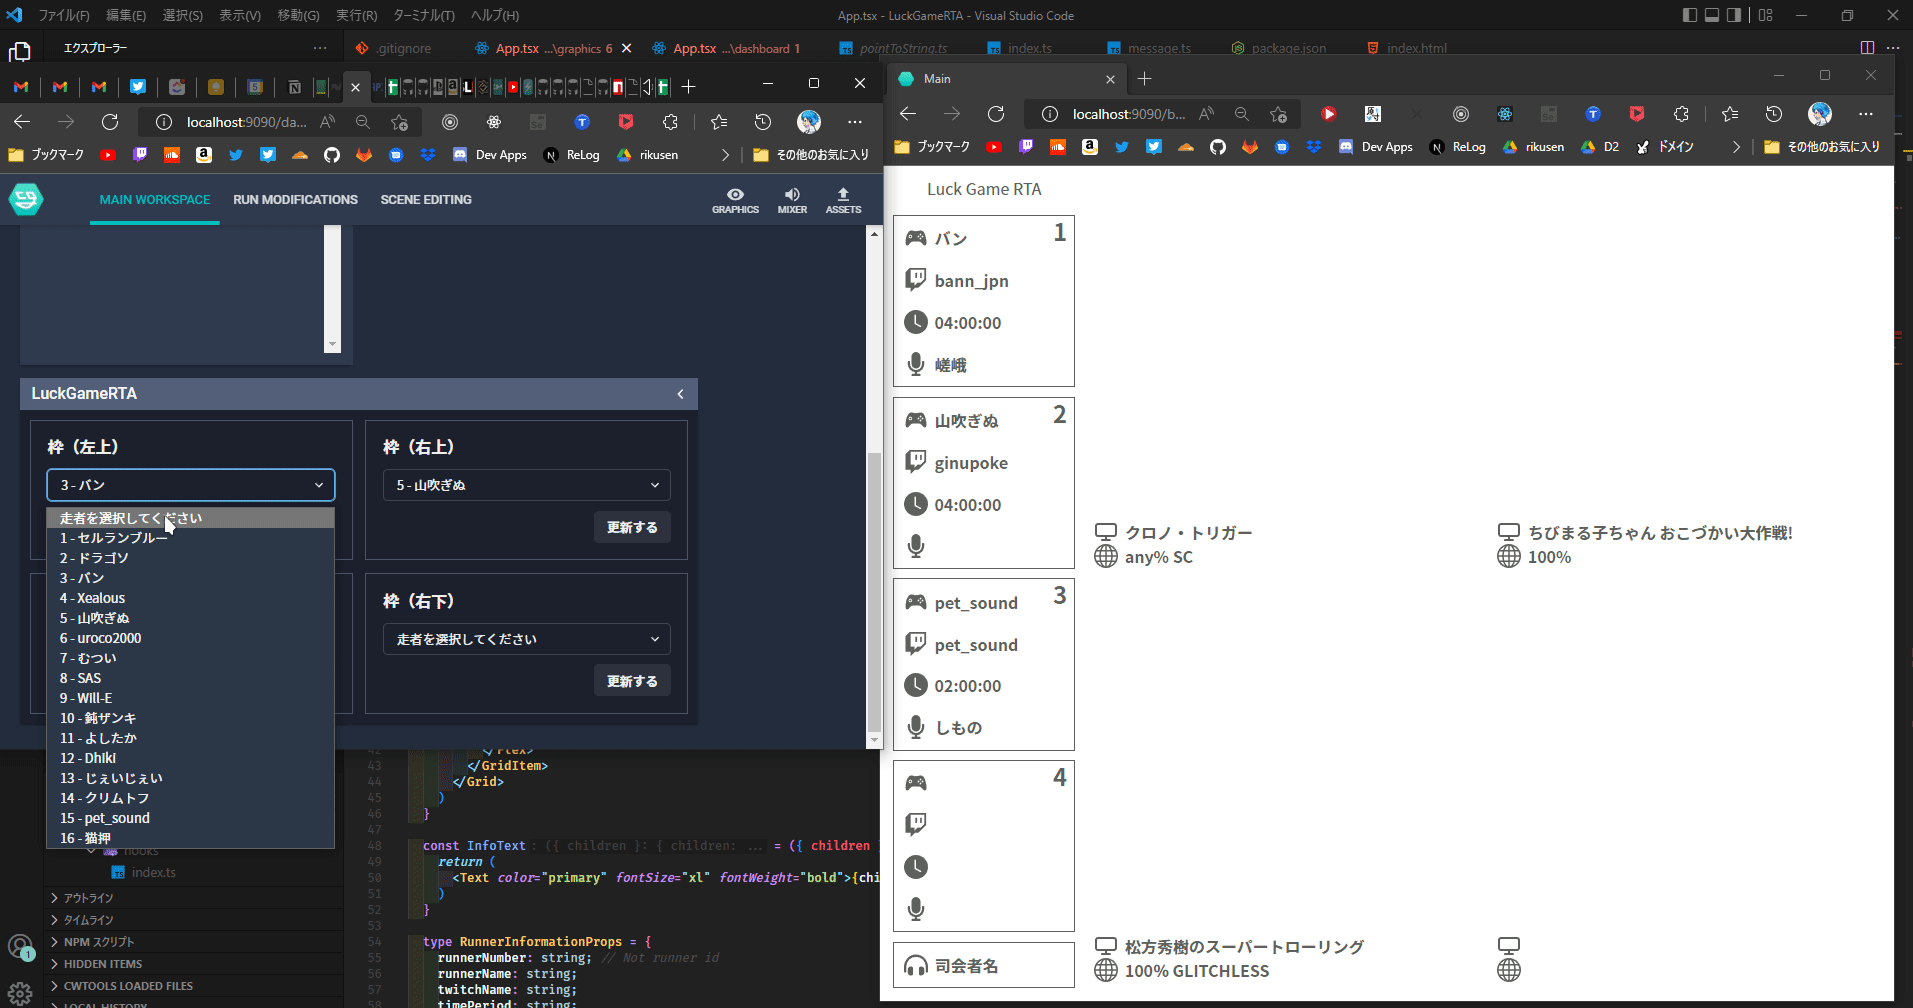 ファイル(F) 編集(E) 選択(S) 表示(V) 移動(G) 実行(R) ターミナル(T) ヘルプ(H)
App.tsx - LuckGameRTA - Visual Studio Code
エクスプローラー
.gitignore
App.tsx ...\graphics 6
App.tsx ...\dashboard 1
pointToString.ts
index.ts
message.ts
package.json
index.html
localhost:9090/da...
ブックマーク
Dev Apps
ReLog
rikusen
その他のお気に入り
MAIN WORKSPACE
RUN MODIFICATIONS
SCENE EDITING
GRAPHICS
MIXER
ASSETS
LuckGameRTA
枠（左上）
3 - バン
枠（右上）
5 - 山吹ぎぬ
更新する
走者を選択してください
1 - セルランブルー
2 - ドラゴソ
3 - バン
4 - Xealous
5 - 山吹ぎぬ
6 - uroco2000
7 - むつい
8 - SAS
9 - Will-E
10 - 鈍ザンキ
11 - よしたか
12 - Dhiki
13 - じぇいじぇい
14 - クリムトフ
15 - pet_sound
16 - 猫押
枠（右下）
走者を選択してください
更新する
hooks
index.ts
アウトライン
タイムライン
NPM スクリプト
HIDDEN ITEMS
CWTOOLS LOADED FILES
LOCAL HISTORY
1
42 </Flex>
43 </GridItem>
44 </Grid>
45 )
46 }
47
48 const InfoText : ({ children }: { children: ... = ({ children
49 return (
50 <Text color="primary" fontSize="xl" fontWeight="bold">{chi
51 )
52 }
53
54 type RunnerInformationProps = {
55 runnerNumber: string; // Not runner id
56 runnerName: string;
57 twitchName: string;
58 timePeriod: string;
Main
localhost:9090/b...
ブックマーク
Dev Apps
ReLog
rikusen
D2
ドメイン
その他のお気に入り
Luck Game RTA
バン 1
bann_jpn
04:00:00
嵯峨
山吹ぎぬ 2
ginupoke
04:00:00
pet_sound 3
pet_sound
02:00:00
しもの
4
司会者名
クロノ・トリガー
any% SC
ちびまる子ちゃん おこづかい大作戦!
100%
松方秀樹のスーパートローリング
100% GLITCHLESS